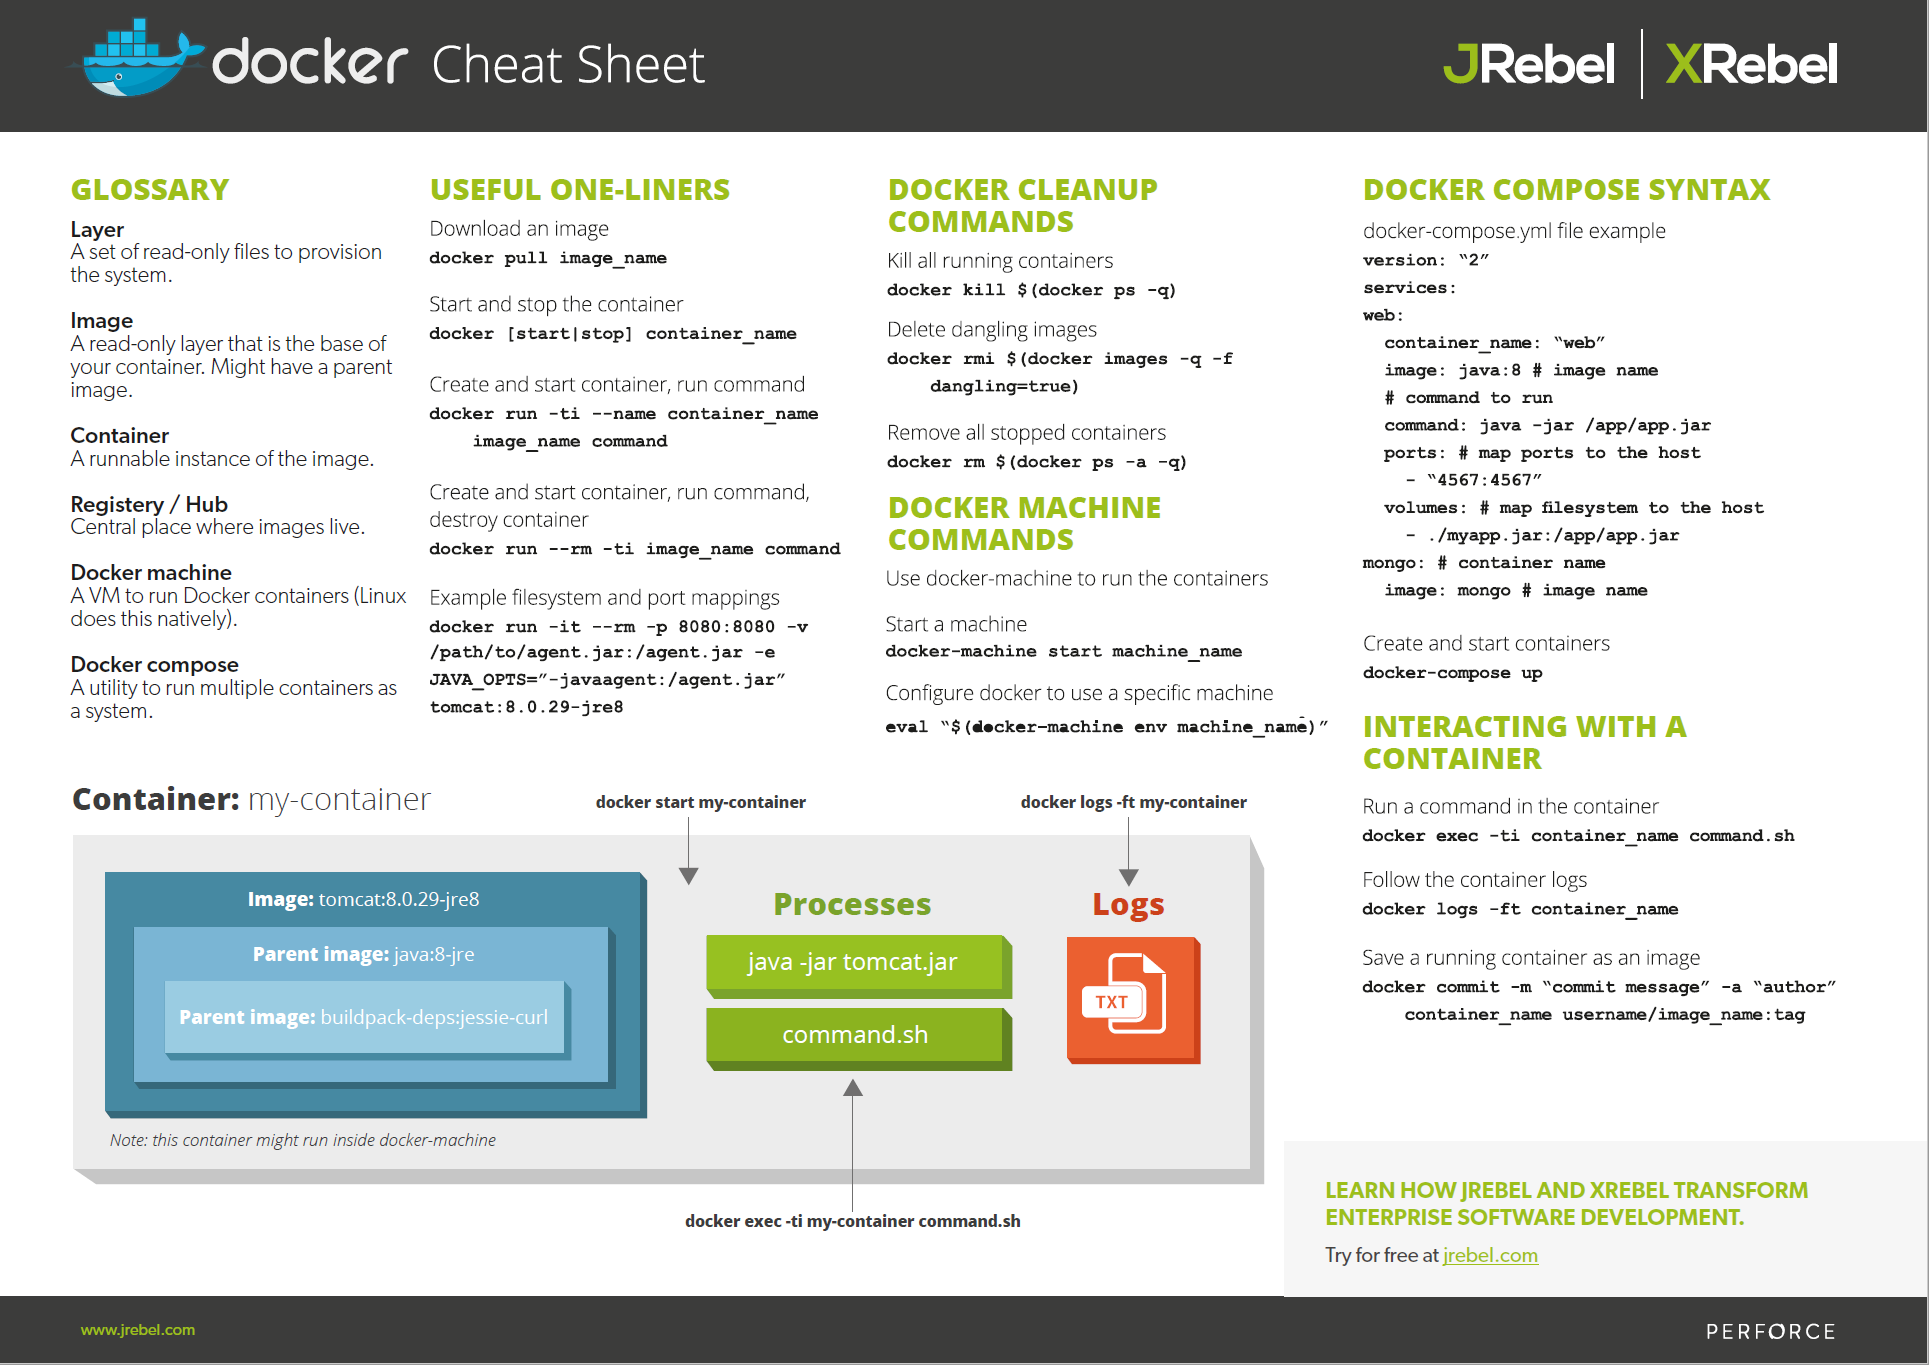 docker Cheat Sheet
JRebel | XRebel
GLOSSARY
Layer
A set of read-only files to provision
the system.
Image
A read-only layer that is the base of
your container. Might have a parent
image.
Container
A runnable instance of the image.
Registery / Hub
Central place where images live.
Docker machine
A VM to run Docker containers (Linux
does this natively).
Docker compose
A utility to run multiple containers as
a system.
USEFUL ONE-LINERS
Download an image
docker pull image_name
Start and stop the container
docker [start|stop] container_name
Create and start container, run command
docker run -ti --name container_name
image_name command
Create and start container, run command,
destroy container
docker run --rm -ti image_name command
Example filesystem and port mappings
docker run -it --rm -p 8080:8080 -v
/path/to/agent.jar:/agent.jar -e
JAVA_OPTS=”-javaagent:/agent.jar”
tomcat:8.0.29-jre8
DOCKER CLEANUP
COMMANDS
Kill all running containers
docker kill $(docker ps -q)
Delete dangling images
docker rmi $(docker images -q -f
dangling=true)
Remove all stopped containers
docker rm $(docker ps -a -q)
DOCKER MACHINE
COMMANDS
Use docker-machine to run the containers
Start a machine
docker-machine start machine_name
Configure docker to use a specific machine
eval “$(docker-machine env machine_name)”
DOCKER COMPOSE SYNTAX
docker-compose.yml file example
version: “2”
services:
web:
container_name: “web”
image: java:8 # image name
# command to run
command: java -jar /app/app.jar
ports: # map ports to the host
- “4567:4567”
volumes: # map filesystem to the host
- ./myapp.jar:/app/app.jar
mongo: # container name
image: mongo # image name
Create and start containers
docker-compose up
INTERACTING WITH A
CONTAINER
Run a command in the container
docker exec -ti container_name command.sh
Follow the container logs
docker logs -ft container_name
Save a running container as an image
docker commit -m “commit message” -a “author”
container_name username/image_name:tag
Container: my-container
docker start my-container
docker logs -ft my-container
Image: tomcat:8.0.29-jre8
Parent image: java:8-jre
Parent image: buildpack-deps:jessie-curl
Note: this container might run inside docker-machine
Processes
java -jar tomcat.jar
command.sh
Logs
TXT
docker exec -ti my-container command.sh
LEARN HOW JREBEL AND XREBEL TRANSFORM
ENTERPRISE SOFTWARE DEVELOPMENT.
Try for free at jrebel.com
www.jrebel.com
PERFORCE